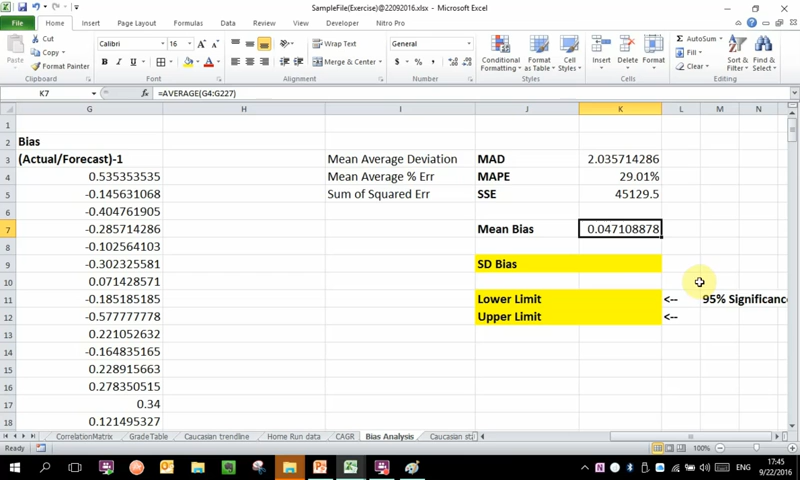 SampleFile(Exercise)@22092016.xlsx - Microsoft Excel
File Home Insert Page Layout Formulas Data Review View Developer Nitro Pro
Cut
Copy
Format Painter
Paste
Clipboard
Calibri 16
B I U
Font
Wrap Text
Merge & Center
Alignment
General
Number
Conditional Formatting
Format as Table
Cell Styles
Styles
Insert Delete Format
Cells
AutoSum
Fill
Clear
Sort & Filter
Find & Select
Editing
K7 fx =AVERAGE(G4:G227)
G H I J K L M N
1
2 Bias
3 (Actual/Forecast)-1 Mean Average Deviation MAD 2.035714286
4 0.535353535 Mean Average % Err MAPE 29.01%
5 -0.145631068 Sum of Squared Err SSE 45129.5
6 -0.404761905
7 -0.285714286 Mean Bias 0.047108878
8 -0.102564103
9 -0.302325581 SD Bias
10 0.071428571
11 -0.185185185 Lower Limit <-- 95% Significance
12 -0.577777778 Upper Limit <--
13 0.221052632
14 -0.164835165
15 0.228915663
16 0.278350515
17 0.34
18 0.121495327
CorrelationMatrix GradeTable Caucasian trendline Home Run data CAGR Bias Analysis Caucasian
Ready 100%
ENG
17:45
9/22/2016